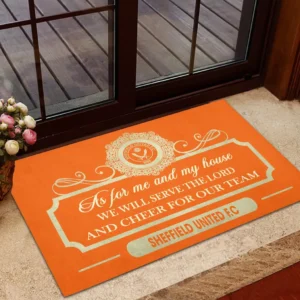 As for me and my house
WE WILL SERVE THE LORD
AND CHEER FOR OUR TEAM
SHEFFIELD UNITED F.C